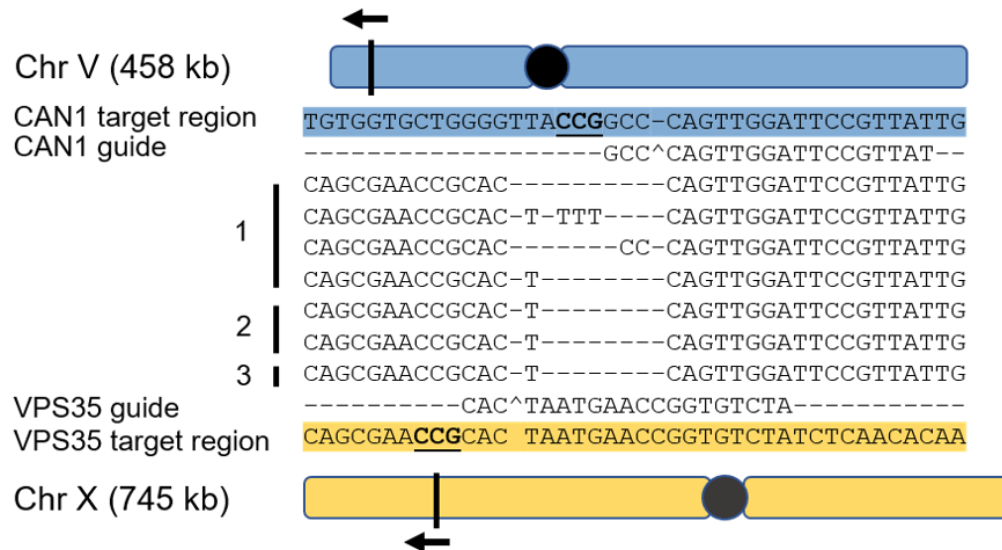 Chr V (458 kb)
CAN1 target region TGTGGTGCTGGGGTTACCGGCC-CAGTTGGATTCCGTTATTG
CAN1 guide -------------------GCC^CAGTTGGATTCCGTTAT--
CAGCGAACCGCAC----------CAGTTGGATTCCGTTATTG
1 CAGCGAACCGCAC-T-TTT----CAGTTGGATTCCGTTATTG
CAGCGAACCGCAC-------CC-CAGTTGGATTCCGTTATTG
CAGCGAACCGCAC-T--------CAGTTGGATTCCGTTATTG
2 CAGCGAACCGCAC-T--------CAGTTGGATTCCGTTATTG
CAGCGAACCGCAC-T--------CAGTTGGATTCCGTTATTG
3 CAGCGAACCGCAC-T--------CAGTTGGATTCCGTTATTG
VPS35 guide ----------CAC^TAATGAACCGGTGTCTA-----------
VPS35 target region CAGCGAACCGCAC TAATGAACCGGTGTCTATCTCAACACAA
Chr X (745 kb)